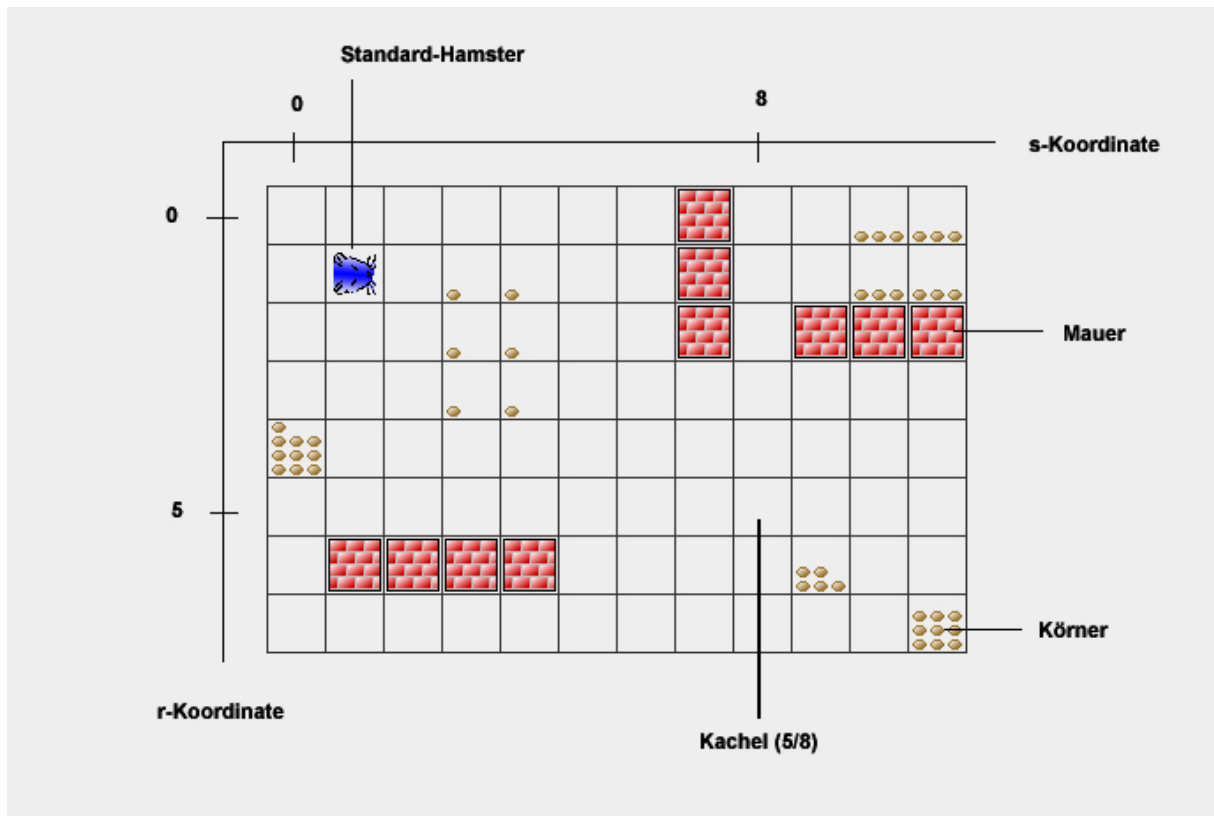 Standard-Hamster
0
8
s-Koordinate
0
Mauer
5
Körner
r-Koordinate
Kachel (5/8)